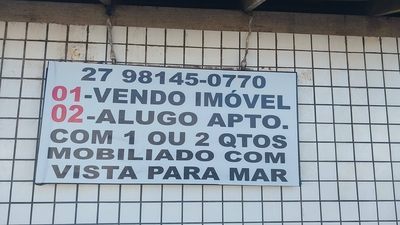 27 98145-0770
01-VENDO IMÓVEL
02-ALUGO APTO.
COM 1 OU 2 QTOS
MOBILIADO COM
VISTA PARA MAR